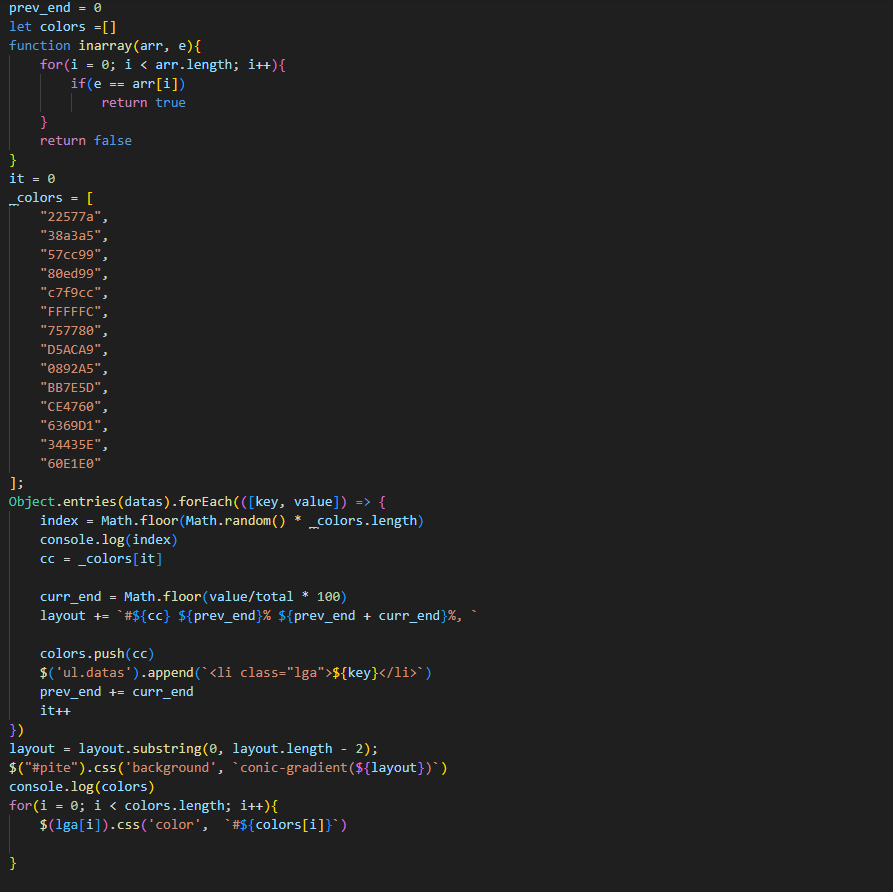 prev_end = 0
let colors =[]
function inarray(arr, e){
    for(i = 0; i < arr.length; i++){
        if(e == arr[i])
            return true
    }
    return false
}
it = 0
_colors = [
    "22577a",
    "38a3a5",
    "57cc99",
    "80ed99",
    "c7f9cc",
    "FFFFFC",
    "757780",
    "D5ACA9",
    "0892A5",
    "BB7E5D",
    "CE4760",
    "6369D1",
    "34435E",
    "60E1E0"
];
Object.entries(datas).forEach(([key, value]) => {
    index = Math.floor(Math.random() * _colors.length)
    console.log(index)
    cc = _colors[it]

    curr_end = Math.floor(value/total * 100)
    layout += `#${cc} ${prev_end}% ${prev_end + curr_end}%, `

    colors.push(cc)
    $('ul.datas').append(`<li class="lga">${key}</li>`)
    prev_end += curr_end
    it++
})
layout = layout.substring(0, layout.length - 2);
$("#pite").css('background', `conic-gradient(${layout})`)
console.log(colors)
for(i = 0; i < colors.length; i++){
    $(lga[i]).css('color',  `#${colors[i]}`)

}